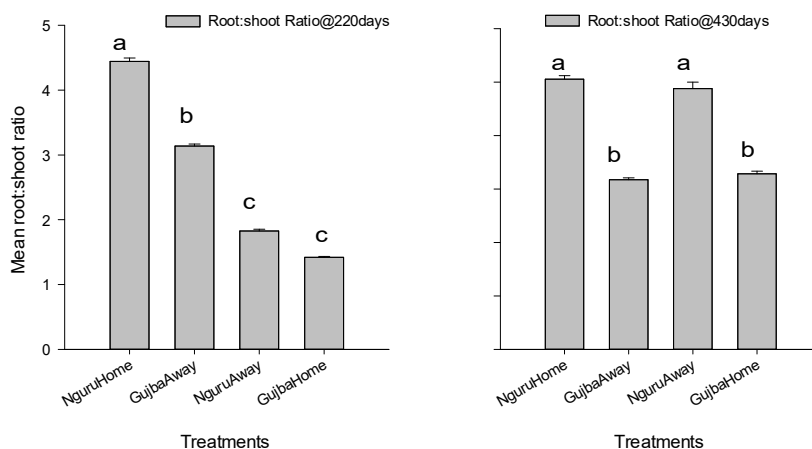 Root:shoot Ratio@220days
Mean root:shoot ratio
5
4
3
2
1
0
a
b
c
c
NguruHome
GujbaAway
NguruAway
GujbaHome
Treatments
Root:shoot Ratio@430days
a
b
a
b
NguruHome
GujbaAway
NguruAway
GujbaHome
Treatments